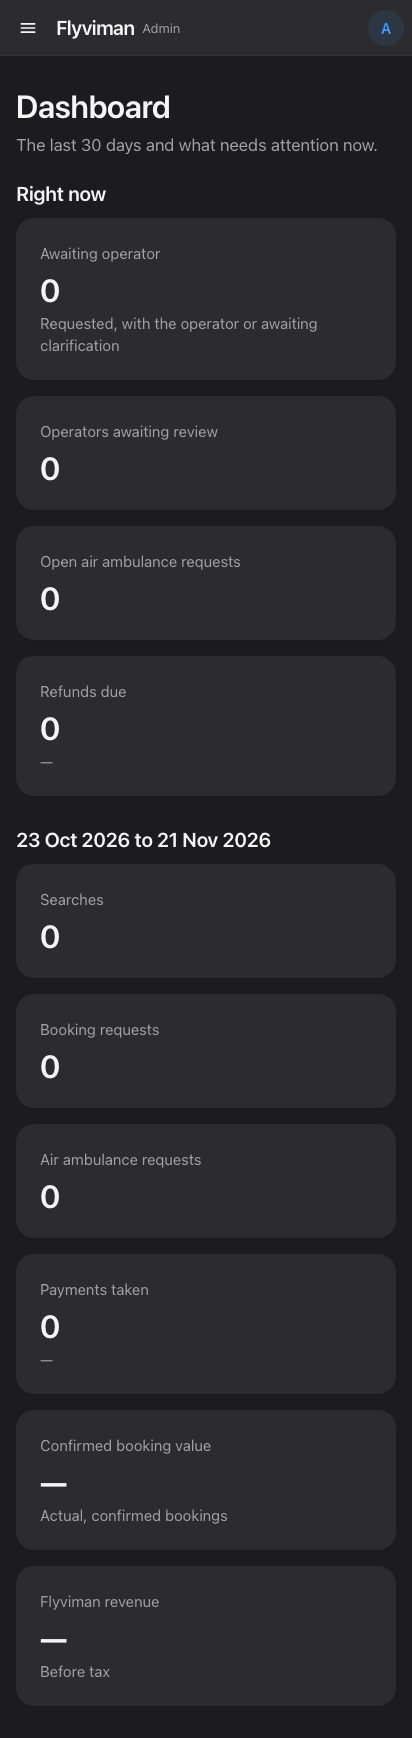 Flyviman Admin
A
Dashboard
The last 30 days and what needs attention now.
Right now
Awaiting operator
0
Requested, with the operator or awaiting
clarification
Operators awaiting review
0
Open air ambulance requests
0
Refunds due
0
—
23 Oct 2026 to 21 Nov 2026
Searches
0
Booking requests
0
Air ambulance requests
0
Payments taken
0
—
Confirmed booking value
—
Actual, confirmed bookings
Flyviman revenue
—
Before tax